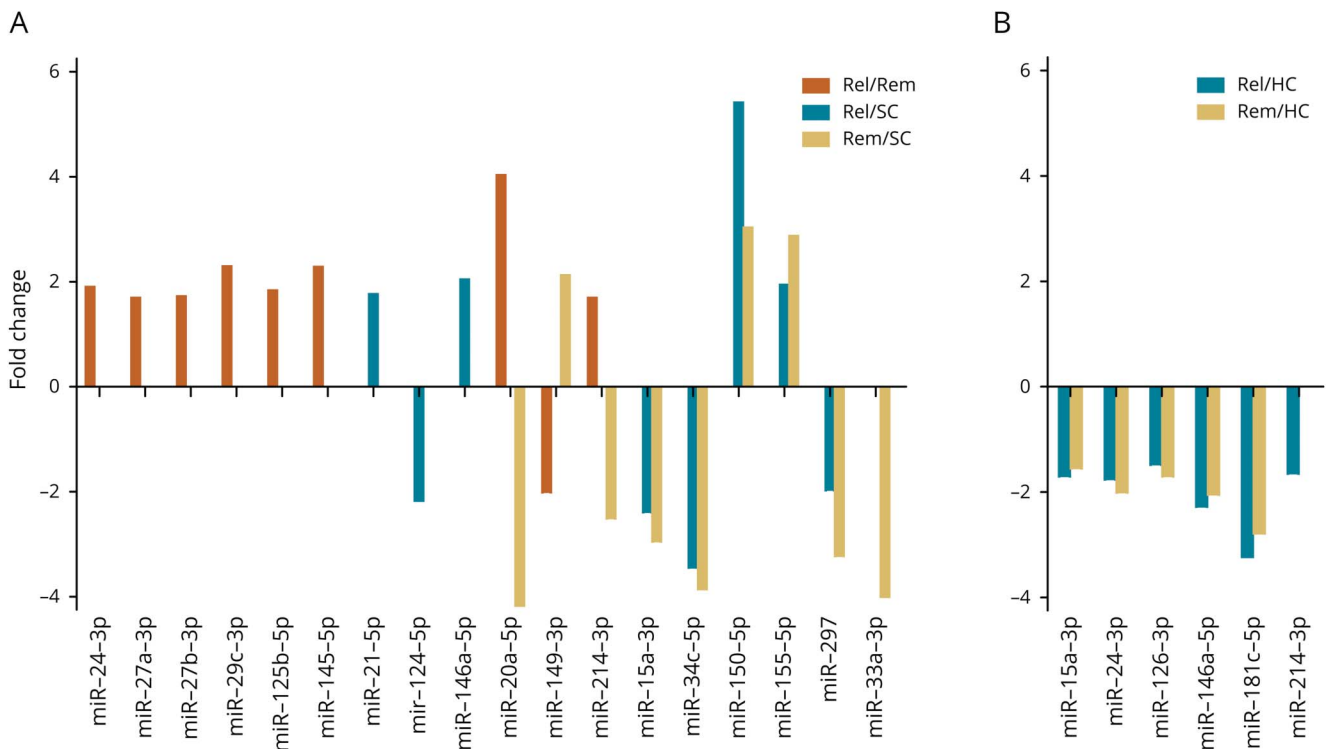 A
Fold change
6
4
2
0
–2
–4
Rel/Rem
Rel/SC
Rem/SC
miR–24–3p
miR–27a–3p
miR–27b–3p
miR–29c–3p
miR–125b–5p
miR–145–5p
miR–21–5p
mir–124–5p
miR–146a–5p
miR–20a–5p
miR–149–3p
miR–214–3p
miR–15a–3p
miR–34c–5p
miR–150–5p
miR–155–5p
miR–297
miR–33a–3p
B
6
4
2
0
–2
–4
Rel/HC
Rem/HC
miR–15a–3p
miR–24–3p
miR–126–3p
miR–146a–5p
miR–181c–5p
miR–214–3p